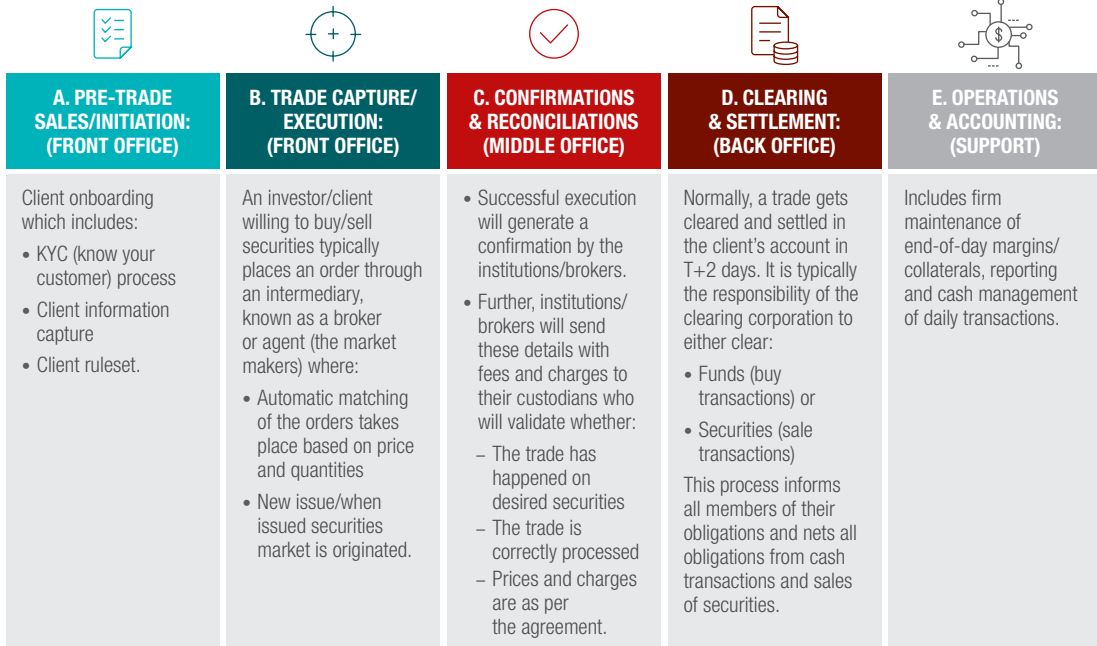 $
A. PRE-TRADE
SALES/INITIATION:
(FRONT OFFICE)
Client onboarding
which includes:
• KYC (know your
customer) process
• Client information
capture
• Client ruleset.
B. TRADE CAPTURE/
EXECUTION:
(FRONT OFFICE)
An investor/client
willing to buy/sell
securities typically
places an order through
an intermediary,
known as a broker
or agent (the market
makers) where:
• Automatic matching
of the orders takes
place based on price
and quantities
• New issue/when
issued securities
market is originated.
C. CONFIRMATIONS
& RECONCILIATIONS
(MIDDLE OFFICE)
• Successful execution
will generate a
confirmation by the
institutions/brokers.
• Further, institutions/
brokers will send
these details with
fees and charges to
their custodians who
will validate whether:
– The trade has
happened on
desired securities
– The trade is
correctly processed
– Prices and charges
are as per
the agreement.
D. CLEARING
& SETTLEMENT:
(BACK OFFICE)
Normally, a trade gets
cleared and settled in
the client’s account in
T+2 days. It is typically
the responsibility of the
clearing corporation to
either clear:
• Funds (buy
transactions) or
• Securities (sale
transactions)
This process informs
all members of their
obligations and nets all
obligations from cash
transactions and sales
of securities.
E. OPERATIONS
& ACCOUNTING:
(SUPPORT)
Includes firm
maintenance of
end-of-day margins/
collaterals, reporting
and cash management
of daily transactions.